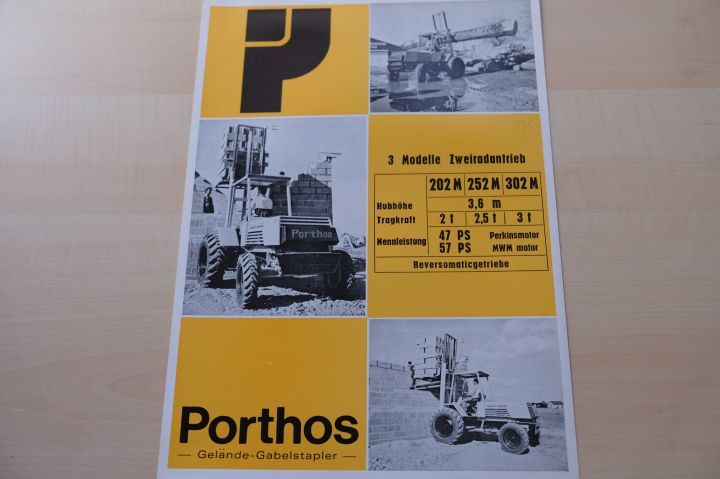 3 Modelle Zweiradantrieb
202 M 252 M 302 M
Hubhöhe 3,6 m
Tragkraft 2 t 2,5 t 3 t
Nennleistung 47 PS Perkinsmotor
57 PS MWM motor
Reversomaticgetriebe
Porthos
Porthos
— Gelände-Gabelstapler —